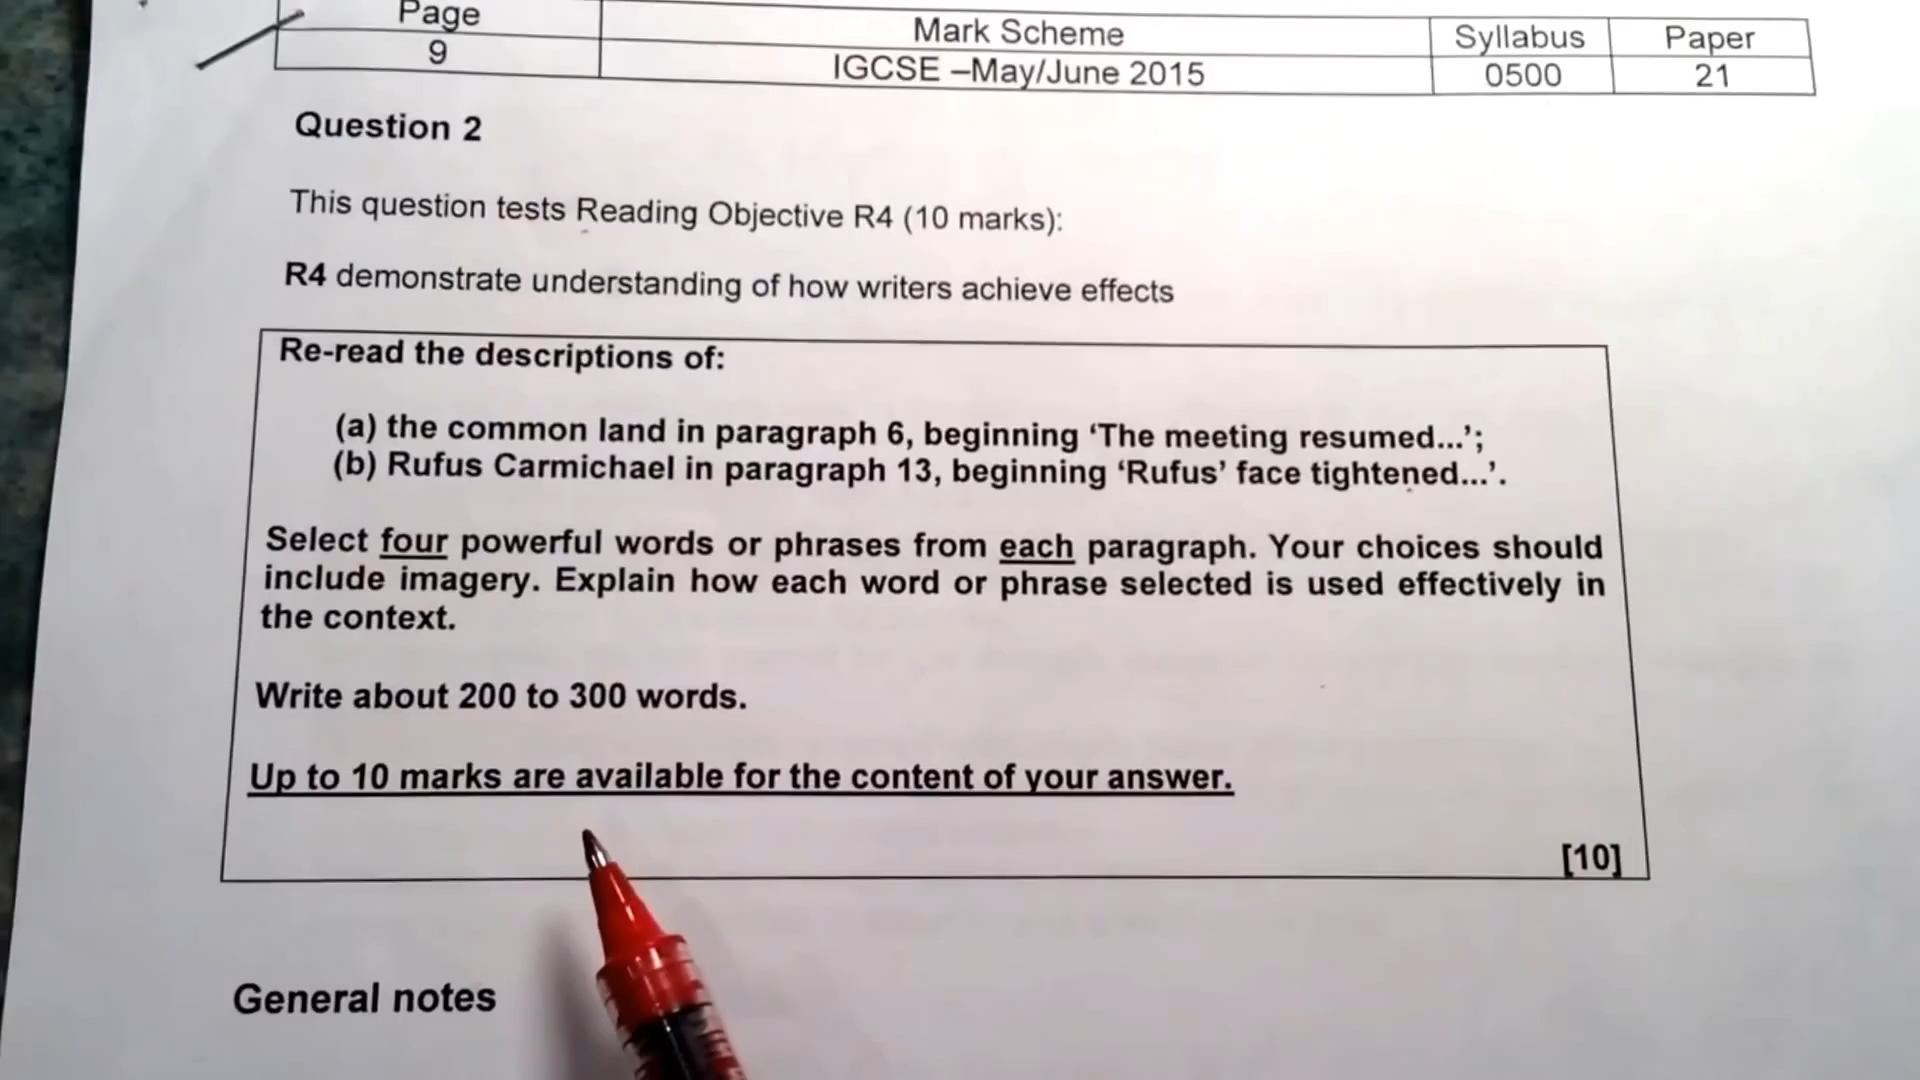 Page Mark Scheme Syllabus Paper
9 IGCSE –May/June 2015 0500 21
Question 2
This question tests Reading Objective R4 (10 marks):
R4 demonstrate understanding of how writers achieve effects
Re-read the descriptions of:
(a) the common land in paragraph 6, beginning ‘The meeting resumed...’;
(b) Rufus Carmichael in paragraph 13, beginning ‘Rufus’ face tightened...’.
Select four powerful words or phrases from each paragraph. Your choices should
include imagery. Explain how each word or phrase selected is used effectively in
the context.
Write about 200 to 300 words.
Up to 10 marks are available for the content of your answer.
[10]
General notes